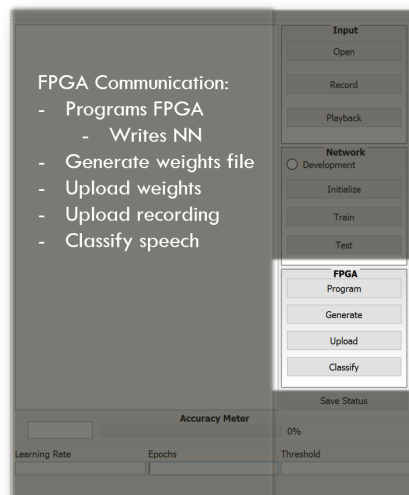 FPGA Communication:
- Programs FPGA
- Writes NN
- Generate weights file
- Upload weights
- Upload recording
- Classify speech
Input
Open
Record
Playback
Network
Development
Initialize
Train
Test
FPGA
Program
Generate
Upload
Classify
Save Status
Accuracy Meter
0%
Learning Rate
Epochs
Threshold